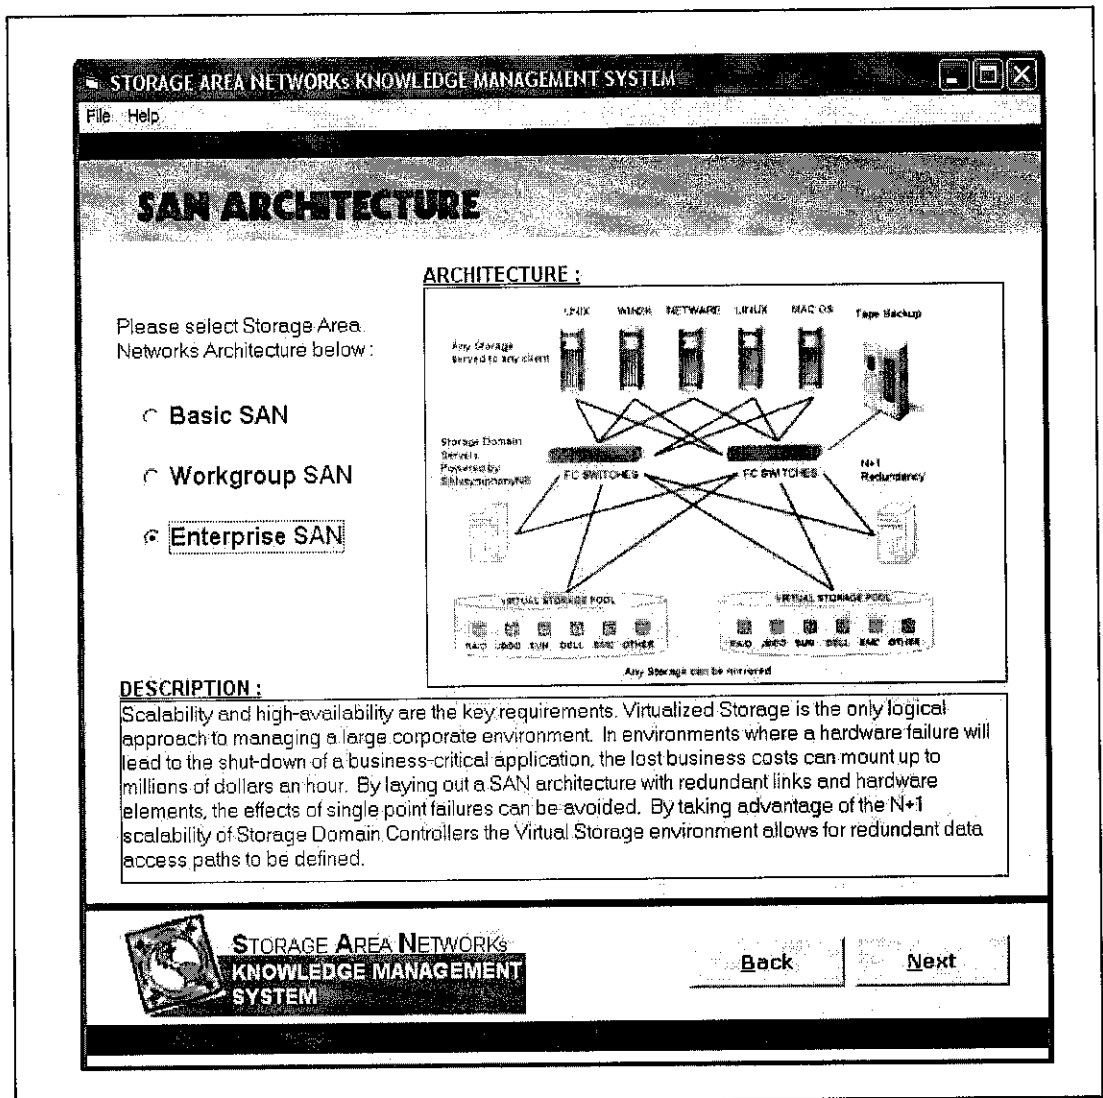 STORAGE AREA NETWORKs KNOWLEDGE MANAGEMENT SYSTEM
File Help
SAN ARCHITECTURE
Please select Storage Area
Networks Architecture below :
Basic SAN
Workgroup SAN
Enterprise SAN
ARCHITECTURE :
UNIX WINDX NETWARE LINUX MAC OS Tape Backup
Any Storage
served to any client
Storage Domain
Servers
Powered by
FC SWITCHES FC SWITCHES
N+1
Redundancy
VIRTUAL STORAGE POOL VIRTUAL STORAGE POOL
RAID JBOD SUN DELL EMC OTHER RAID JBOD SUN DELL EMC OTHER
Any Storage can be mirrored
DESCRIPTION :
Scalability and high-availability are the key requirements. Virtualized Storage is the only logical
approach to managing a large corporate environment. In environments where a hardware failure will
lead to the shut-down of a business-critical application, the lost business costs can mount up to
millions of dollars an hour. By laying out a SAN architecture with redundant links and hardware
elements, the effects of single point failures can be avoided. By taking advantage of the N+1
scalability of Storage Domain Controllers the Virtual Storage environment allows for redundant data
access paths to be defined.
STORAGE AREA NETWORKs
KNOWLEDGE MANAGEMENT
SYSTEM
Back Next